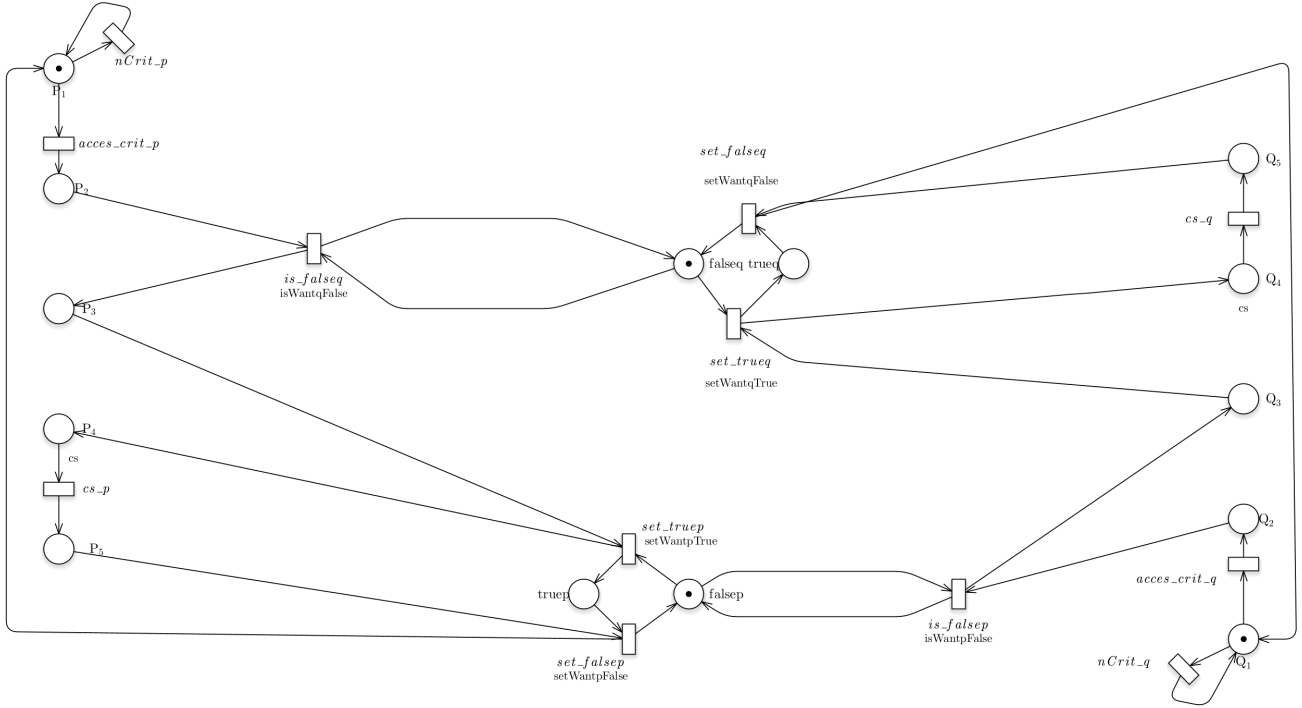 nCrit_p
P1
acces_crit_p
set_falseq
setWantqFalse
Q5
P2
cs_q
is_falseq
isWantqFalse
falseq trueq
Q4
cs
P3
set_trueq
setWantqTrue
Q3
P4
cs
cs_p
set_truep
setWantpTrue
Q2
P5
acces_crit_q
truep
falsep
is_falsep
isWantpFalse
set_falsep
setWantpFalse
nCrit_q
Q1